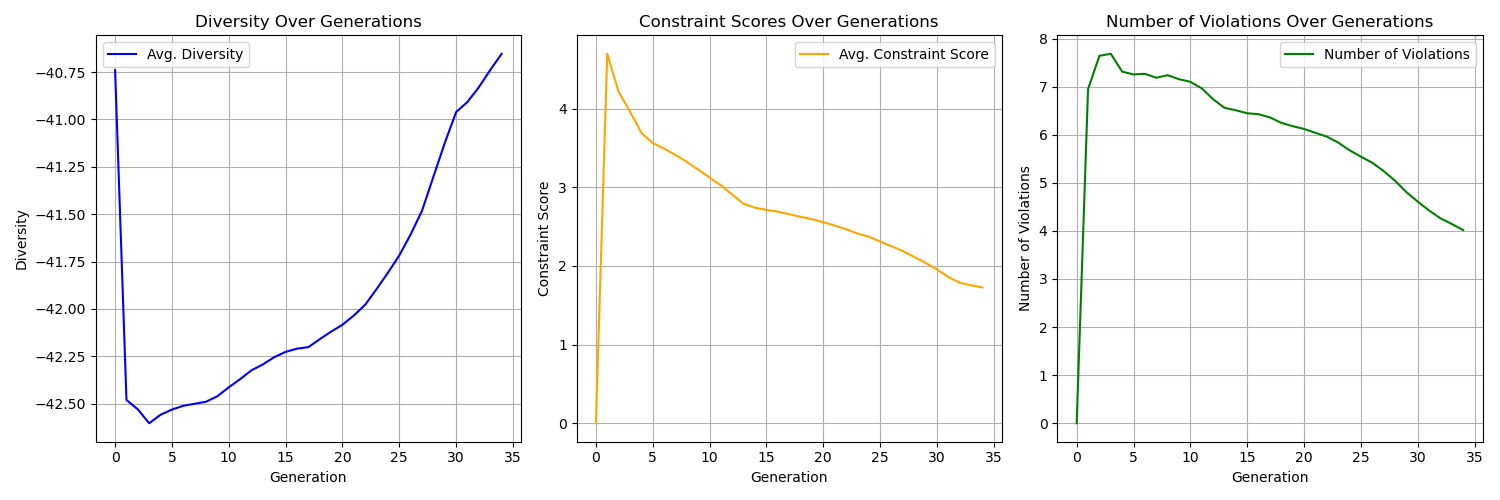 Diversity Over Generations
Avg. Diversity
−40.75
−41.00
−41.25
−41.50
−41.75
−42.00
−42.25
−42.50
Diversity
0 5 10 15 20 25 30 35
Generation
Constraint Scores Over Generations
Avg. Constraint Score
4
3
2
1
0
Constraint Score
0 5 10 15 20 25 30 35
Generation
Number of Violations Over Generations
Number of Violations
8
7
6
5
4
3
2
1
0
Number of Violations
0 5 10 15 20 25 30 35
Generation